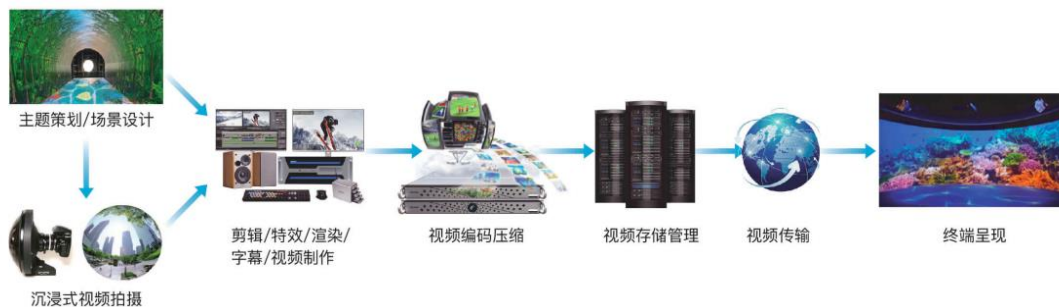 主题策划/场景设计
沉浸式视频拍摄
剪辑/特效/渲染/
字幕/视频制作
视频编码压缩
视频存储管理
视频传输
终端呈现